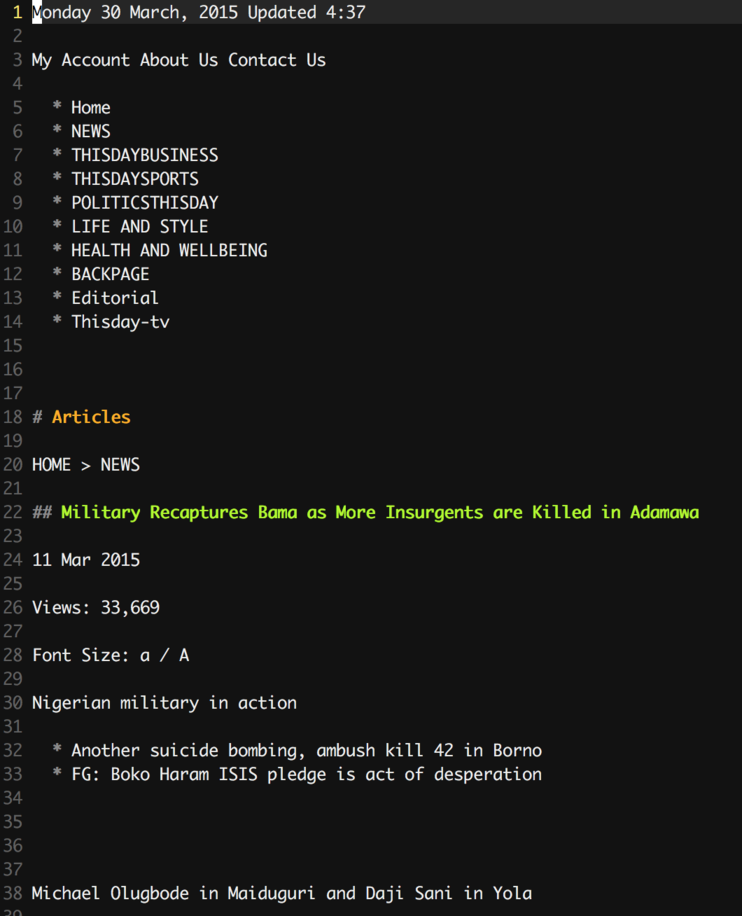 1 Monday 30 March, 2015 Updated 4:37
2
3 My Account About Us Contact Us
4
5 * Home
6 * NEWS
7 * THISDAYBUSINESS
8 * THISDAYSPORTS
9 * POLITICSTHISDAY
10 * LIFE AND STYLE
11 * HEALTH AND WELLBEING
12 * BACKPAGE
13 * Editorial
14 * Thisday-tv
15
16
17
18 # Articles
19
20 HOME > NEWS
21
22 ## Military Recaptures Bama as More Insurgents are Killed in Adamawa
23
24 11 Mar 2015
25
26 Views: 33,669
27
28 Font Size: a / A
29
30 Nigerian military in action
31
32 * Another suicide bombing, ambush kill 42 in Borno
33 * FG: Boko Haram ISIS pledge is act of desperation
34
35
36
37
38 Michael Olugbode in Maiduguri and Daji Sani in Yola
39